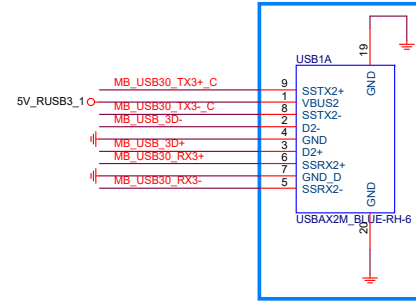 USB1A
19
GND
MB_USB30_TX3+_C 9 SSTX2+
5V_RUSB3_1 1 VBUS2
MB_USB30_TX3-_C 8 SSTX2-
MB_USB_3D- 2 D2-
4 GND
MB_USB_3D+ 3 D2+
MB_USB30_RX3+ 6 SSRX2+
7 GND_D
MB_USB30_RX3- 5 SSRX2-
GND
USBAX2M_BLUE-RH-6
20